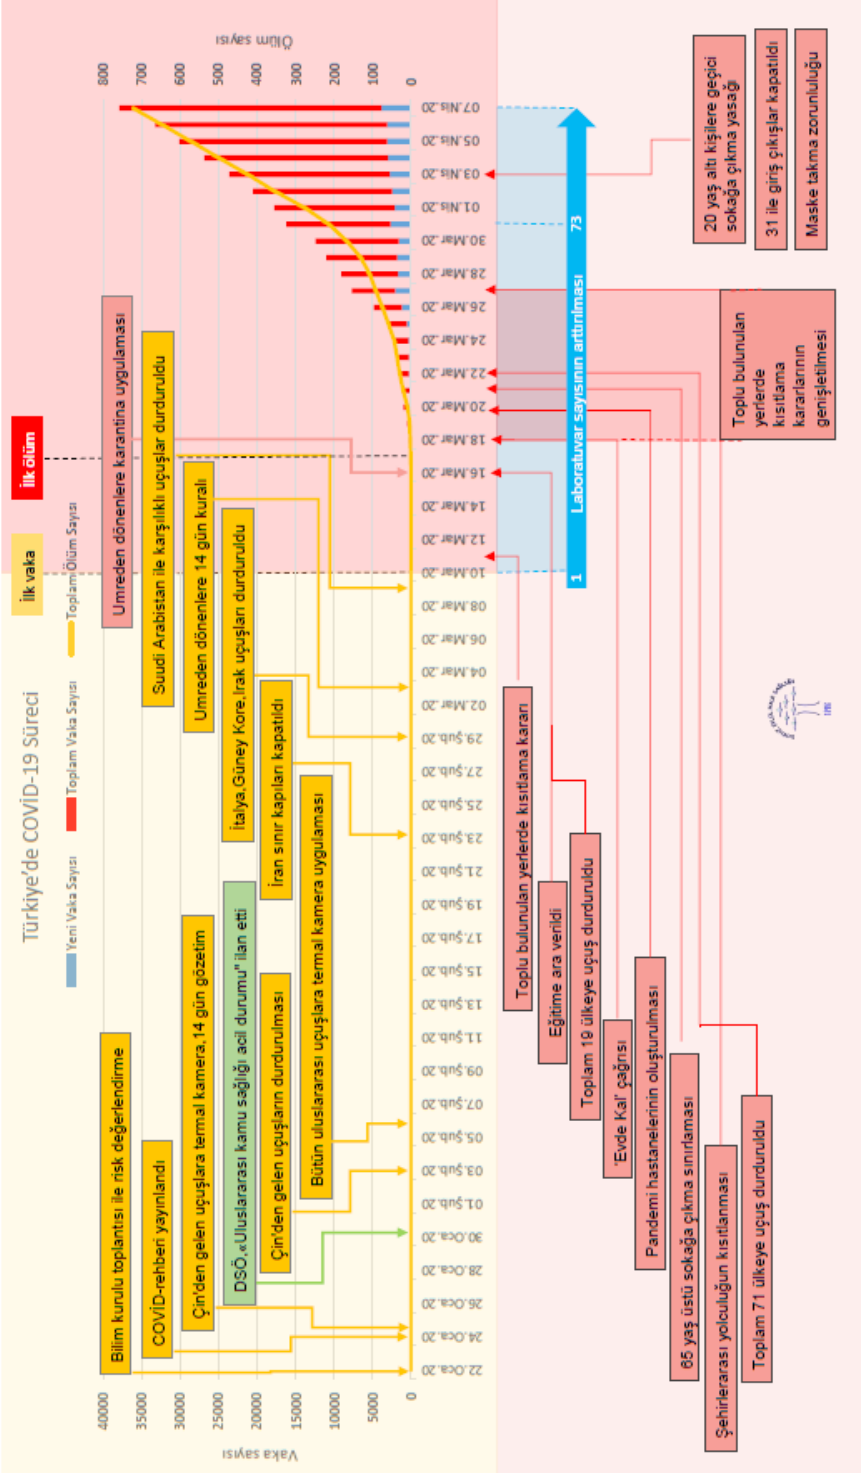 Türkiye'de COVİD-19 Süreci
İlk vaka
İlk ölüm
Yeni Vaka Sayısı
Toplam Vaka Sayısı
Toplam Ölüm Sayısı
Vaka sayısı
40000
35000
30000
25000
20000
15000
10000
5000
0
Ölüm sayısı
800
700
600
500
400
300
200
100
0
Bilim kurulu toplantısı ile risk değerlendirme
COVİD-rehberi yayınlandı
Çin'den gelen uçuşlara termal kamera,14 gün gözetim
DSÖ,«Uluslararası kamu sağlığı acil durumu" ilan etti
Çin'den gelen uçuşların durdurulması
Bütün uluslararası uçuşlara termal kamera uygulaması
Umreden dönenlere karantina uygulaması
Suudi Arabistan ile karşılıklı uçuşlar durduruldu
Umreden dönenlere 14 gün kuralı
İtalya,Güney Kore,Irak uçuşları durduruldu
İran sınır kapıları kapatıldı
22.Oca.20
24.Oca.20
26.Oca.20
28.Oca.20
30.Oca.20
01.Şub.20
03.Şub.20
05.Şub.20
07.Şub.20
09.Şub.20
11.Şub.20
13.Şub.20
15.Şub.20
17.Şub.20
19.Şub.20
21.Şub.20
23.Şub.20
25.Şub.20
27.Şub.20
29.Şub.20
02.Mar.20
04.Mar.20
06.Mar.20
08.Mar.20
10.Mar.20
12.Mar.20
14.Mar.20
16.Mar.20
18.Mar.20
20.Mar.20
22.Mar.20
24.Mar.20
26.Mar.20
28.Mar.20
30.Mar.20
01.Nis.20
03.Nis.20
05.Nis.20
07.Nis.20
1
Laboratuvar sayısının arttırılması
73
Toplu bulunulan yerlerde kısıtlama kararı
Eğitime ara verildi
Toplam 19 ülkeye uçuş durduruldu
'Evde Kal' çağrısı
Pandemi hastanelerinin oluşturulması
65 yaş üstü sokağa çıkma sınırlaması
Şehirlerarası yolculuğun kısıtlanması
Toplam 71 ülkeye uçuş durduruldu
Toplu bulunulan
yerlerde
kısıtlama
kararlarının
genişletilmesi
20 yaş altı kişilere geçici
sokağa çıkma yasağı
31 ile giriş çıkışlar kapatıldı
Maske takma zorunluluğu